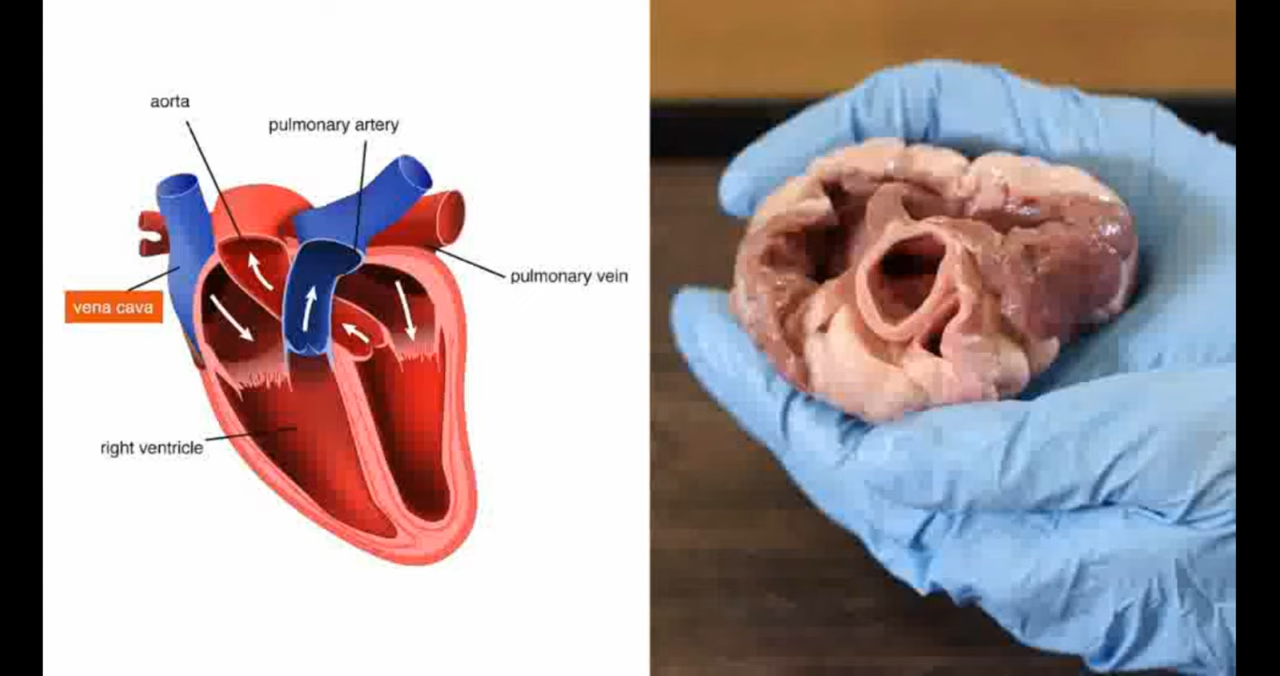 aorta
pulmonary artery
pulmonary vein
vena cava
right ventricle